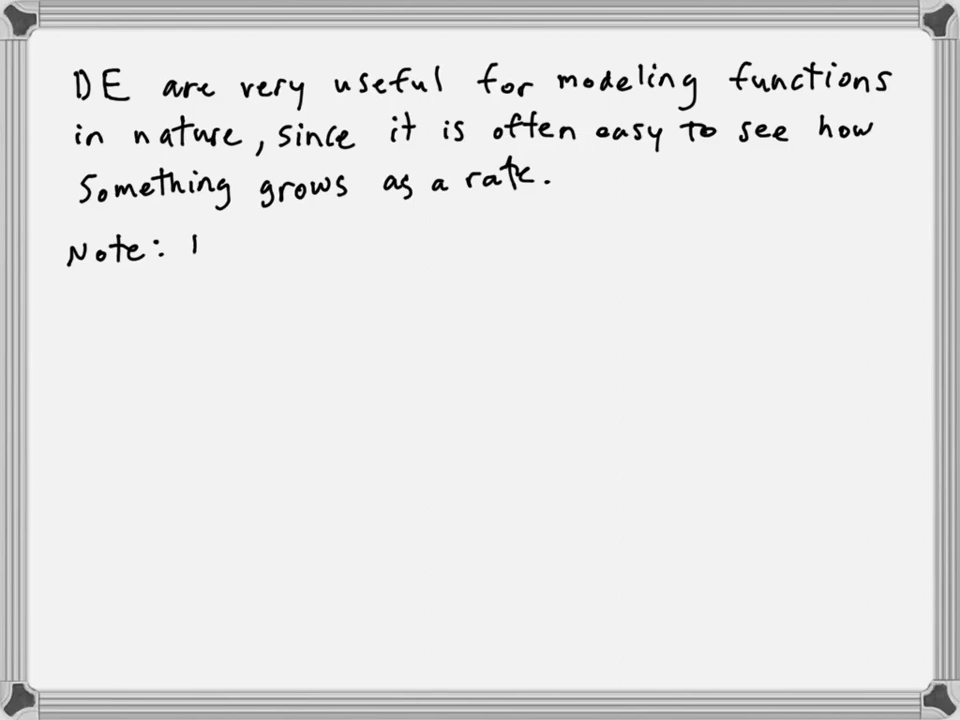 DE are very useful for modeling functions
in nature, since it is often easy to see how
something grows as a rate.
Note: